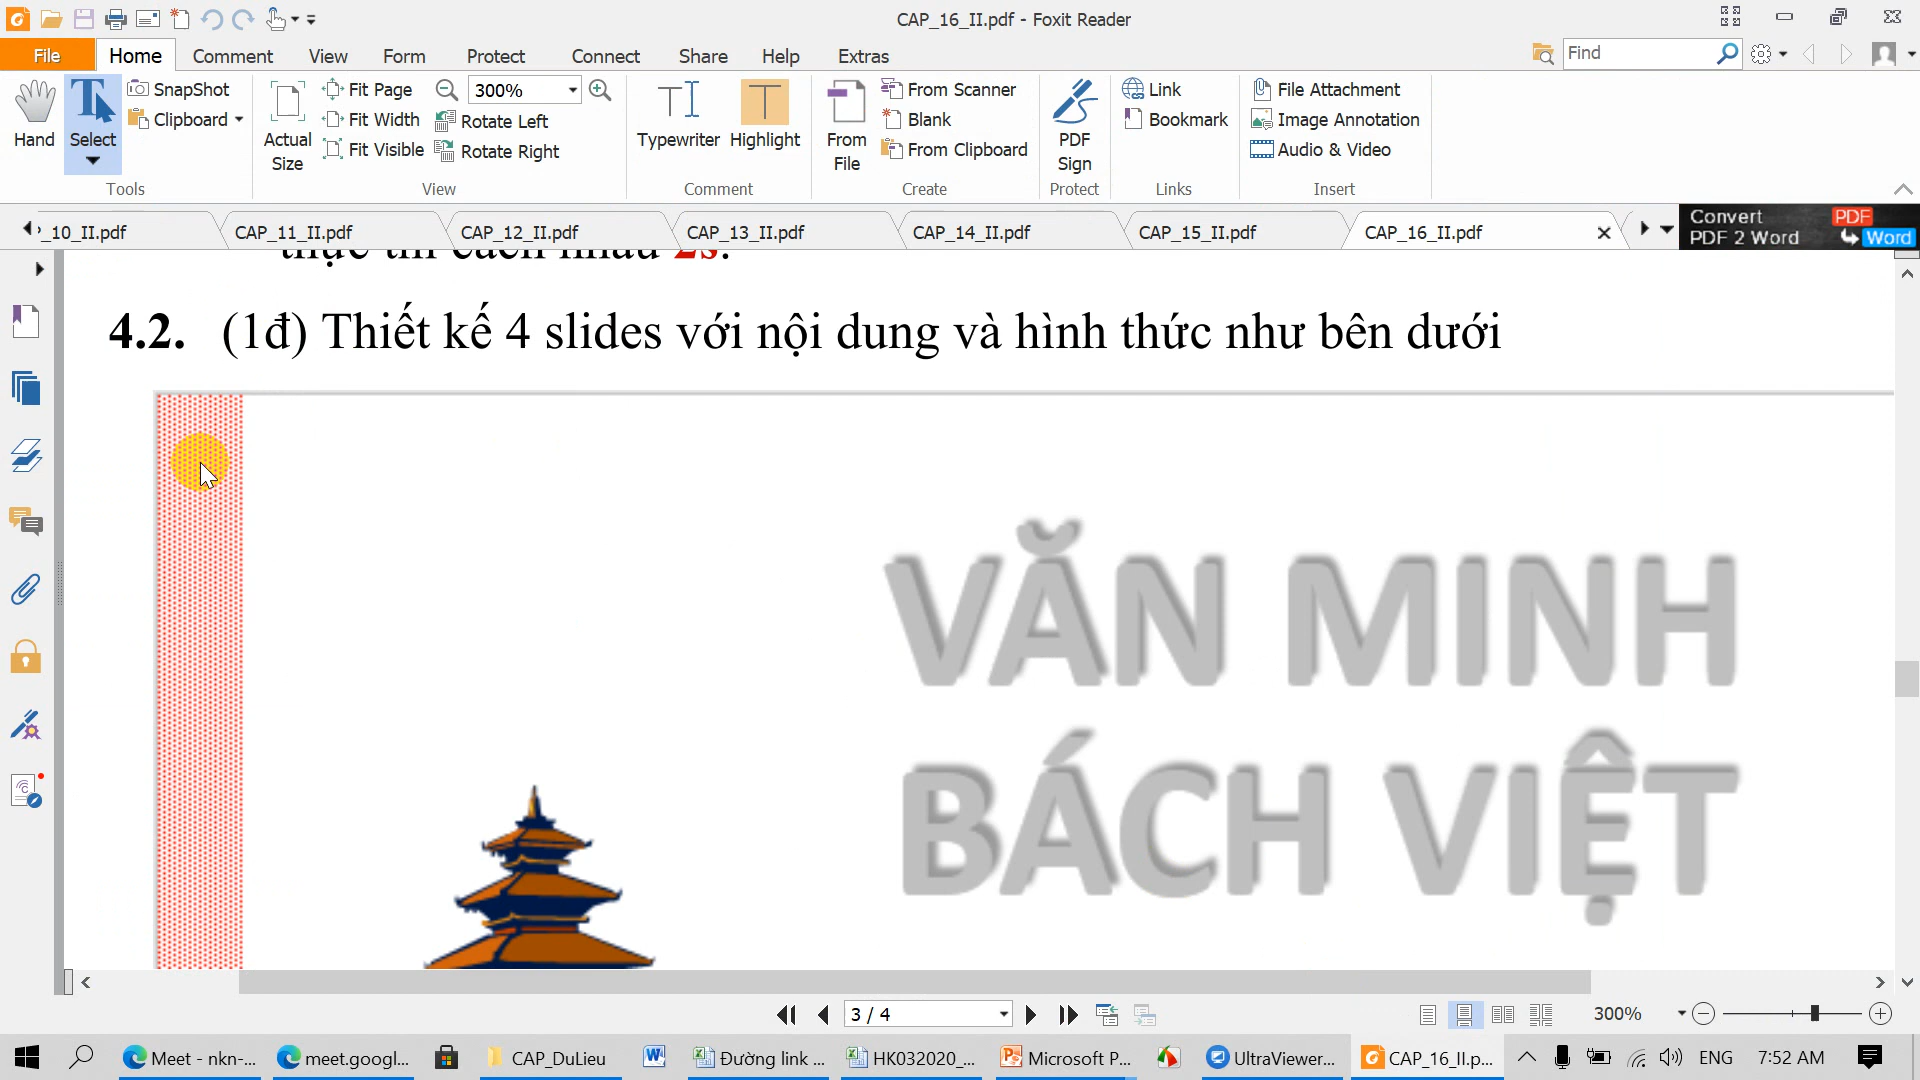 CAP_16_II.pdf - Foxit Reader
File Home Comment View Form Protect Connect Share Help Extras
Find
Hand
Select
SnapShot
Clipboard
Tools
Actual Size
Fit Page
Fit Width
Fit Visible
300%
Rotate Left
Rotate Right
View
Typewriter
Highlight
Comment
From File
From Scanner
Blank
From Clipboard
Create
PDF Sign
Protect
Link
Bookmark
Links
File Attachment
Image Annotation
Audio & Video
Insert
_10_II.pdf CAP_11_II.pdf CAP_12_II.pdf CAP_13_II.pdf CAP_14_II.pdf CAP_15_II.pdf CAP_16_II.pdf
Convert PDF
PDF 2 Word Word
thực thi cách nhau 2s.
4.2. (1đ) Thiết kế 4 slides với nội dung và hình thức như bên dưới
VĂN MINH
BÁCH VIỆT
3 / 4
300%
Meet - nkn-... meet.googl... CAP_DuLieu Đường link ... HK032020_... Microsoft P... UltraViewer... CAP_16_II.p... ENG 7:52 AM